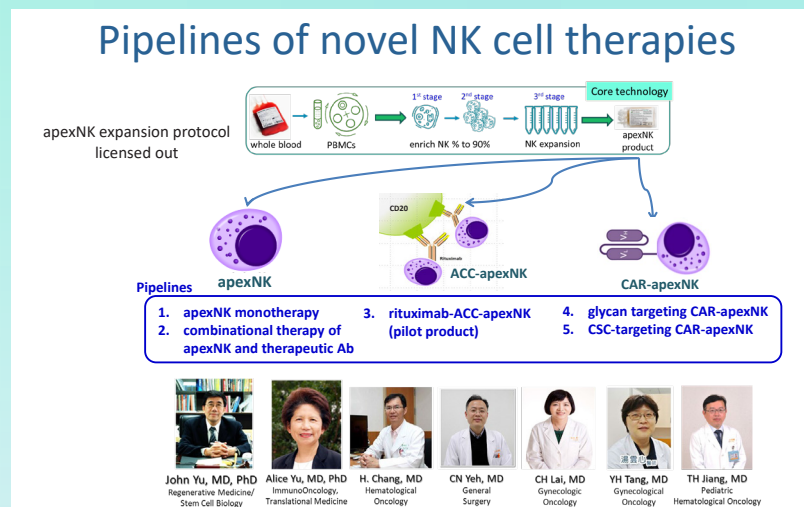 Pipelines of novel NK cell therapies
apexNK expansion protocol
licensed out
Core technology
1st stage
2nd stage
3rd stage
whole blood
PBMCs
enrich NK % to 90%
NK expansion
apexNK
product
apexNK
CD20
Rituximab
ACC-apexNK
CAR-apexNK
Pipelines
1. apexNK monotherapy
2. combinational therapy of
apexNK and therapeutic Ab
3. rituximab-ACC-apexNK
(pilot product)
4. glycan targeting CAR-apexNK
5. CSC-targeting CAR-apexNK
湯雲心
John Yu, MD, PhD
Regenerative Medicine/
Stem Cell Biology
Alice Yu, MD, PhD
ImmunoOncology,
Translational Medicine
H. Chang, MD
Hematological
Oncology
CN Yeh, MD
General
Surgery
CH Lai, MD
Gynecologic
Oncology
YH Tang, MD
Gynecological
Oncology
TH Jiang, MD
Pediatric
Hematological Oncology